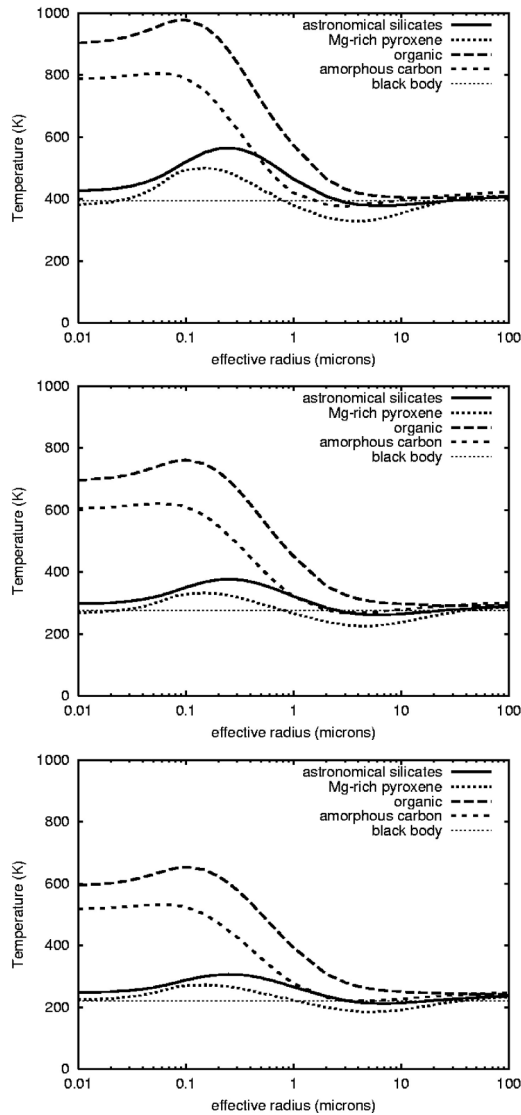 1000
astronomical silicates
Mg-rich pyroxene
organic
amorphous carbon
black body
800
600
400
200
0
Temperature (K)
0.01 0.1 1 10 100
effective radius (microns)
1000
astronomical silicates
Mg-rich pyroxene
organic
amorphous carbon
black body
800
600
400
200
0
Temperature (K)
0.01 0.1 1 10 100
effective radius (microns)
1000
astronomical silicates
Mg-rich pyroxene
organic
amorphous carbon
black body
800
600
400
200
0
Temperature (K)
0.01 0.1 1 10 100
effective radius (microns)